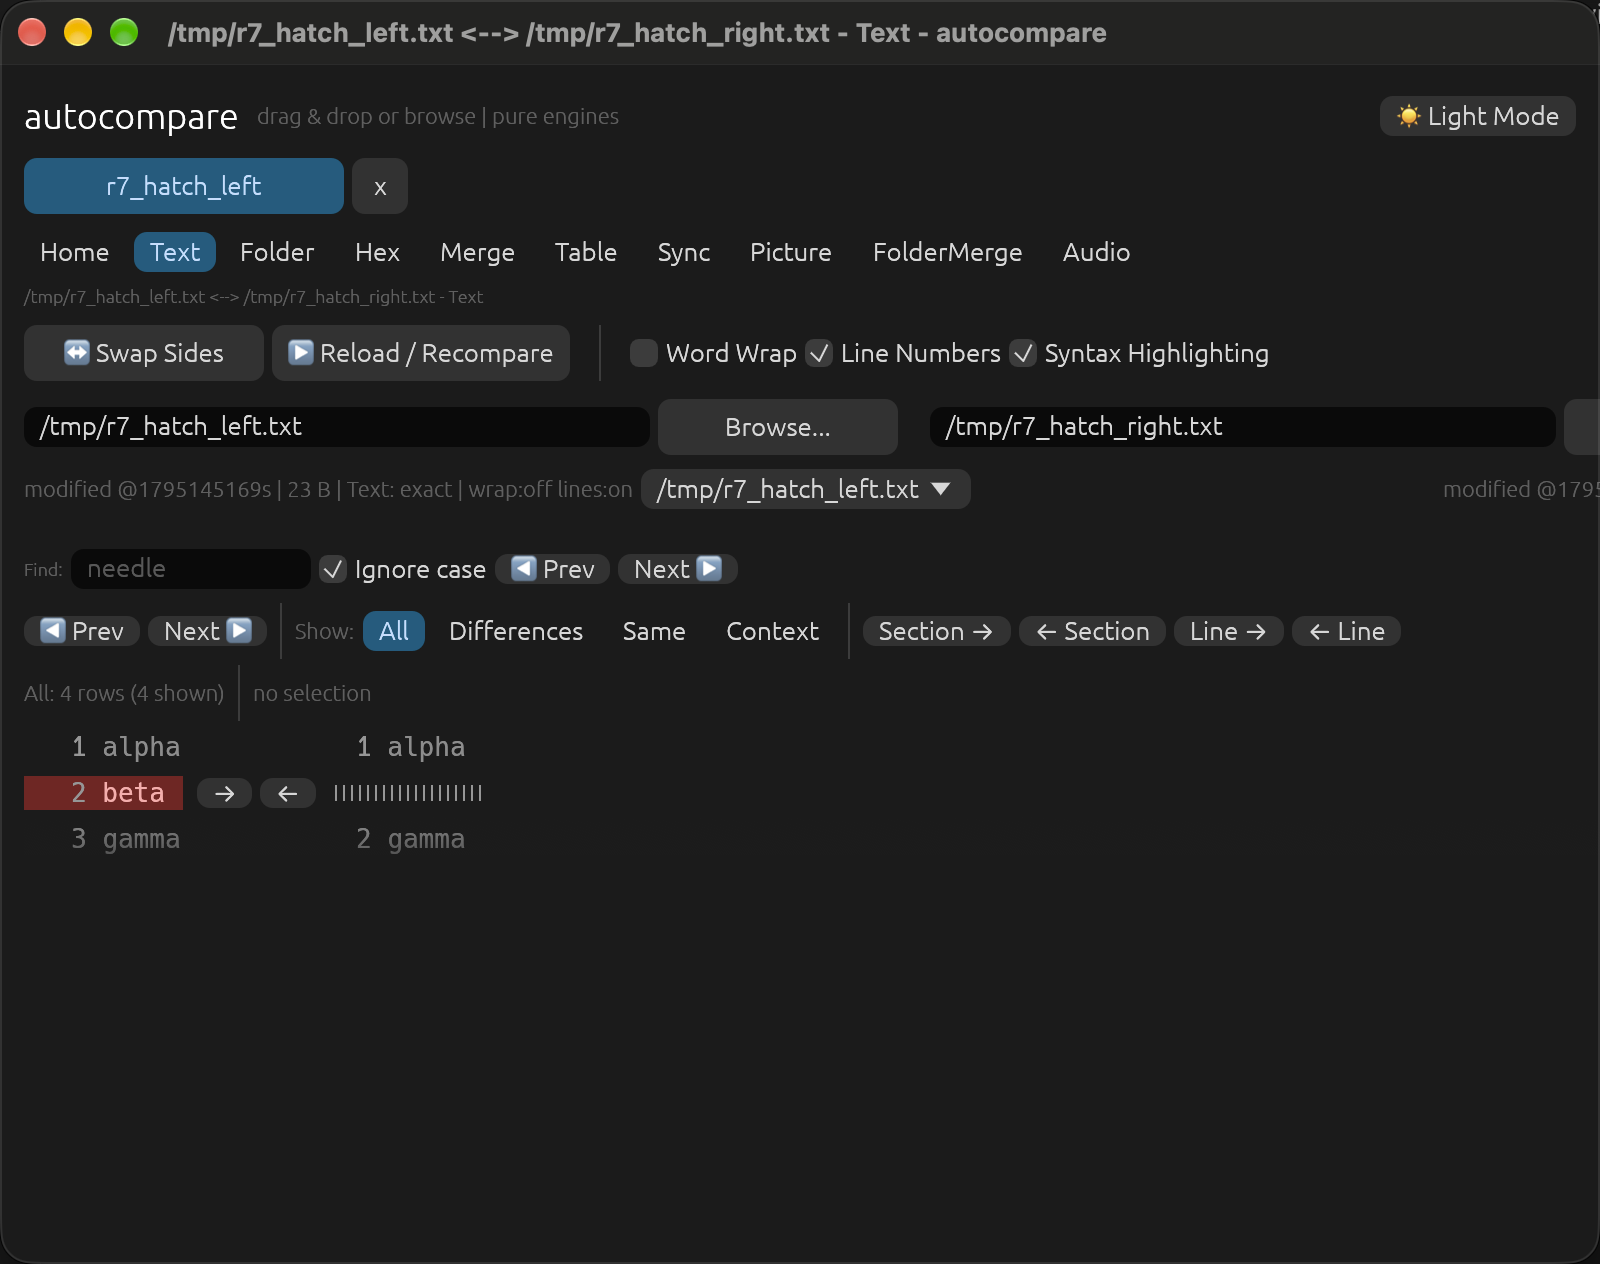 /tmp/r7_hatch_left.txt <--> /tmp/r7_hatch_right.txt - Text - autocompare
autocompare drag & drop or browse | pure engines Light Mode
r7_hatch_left x
Home Text Folder Hex Merge Table Sync Picture FolderMerge Audio
/tmp/r7_hatch_left.txt <--> /tmp/r7_hatch_right.txt - Text
Swap Sides Reload / Recompare Word Wrap Line Numbers Syntax Highlighting
/tmp/r7_hatch_left.txt Browse... /tmp/r7_hatch_right.txt
modified @1795145169s | 23 B | Text: exact | wrap:off lines:on /tmp/r7_hatch_left.txt modified @179
Find: needle Ignore case Prev Next
Prev Next Show: All Differences Same Context Section → ← Section Line → ← Line
All: 4 rows (4 shown) no selection
1 alpha 1 alpha
2 beta → ←
3 gamma 2 gamma